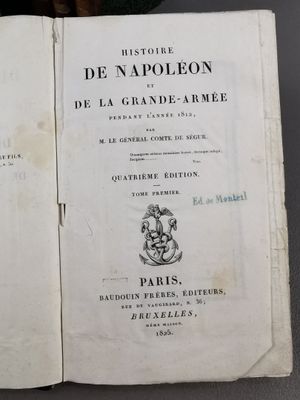 HISTOIRE
DE NAPOLÉON
ET
DE LA GRANDE-ARMÉE
PENDANT L'ANNÉE 1812,
PAR
M. LE GÉNÉRAL COMTE DE SÉGUR.
QUATRIÈME ÉDITION.
TOME PREMIER.
Ed. de Monteil
PARIS,
BAUDOUIN FRÈRES, ÉDITEURS,
RUE DE VAUGIRARD, N. 36;
BRUXELLES,
MÊME MAISON.
1825.